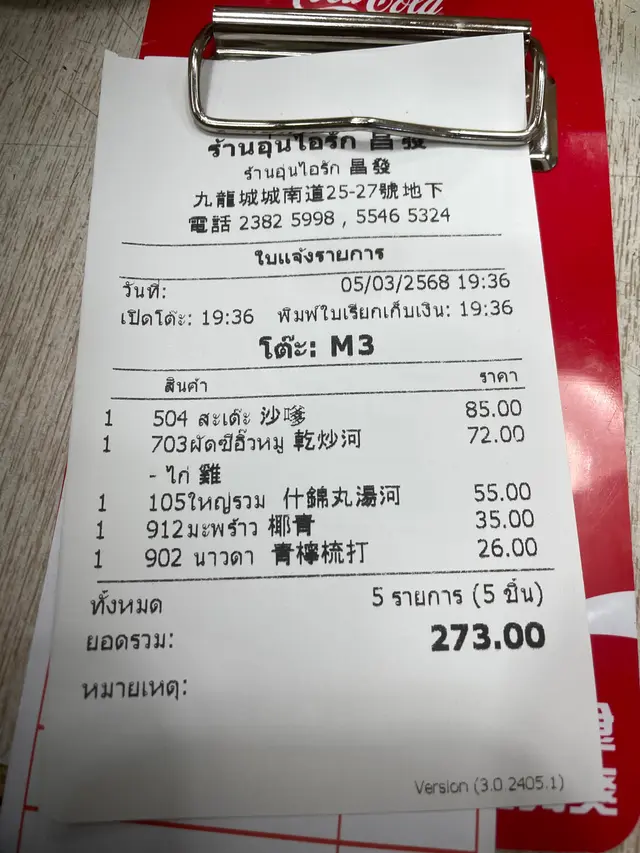 Coca-Cola
ร้านอุ่นไอรัก 昌發
ร้านอุ่นไอรัก 昌發
九龍城城南道25-27號地下
電話 2382 5998 , 5546 5324
ใบแจ้งรายการ
วันที่: 05/03/2568 19:36
เปิดโต๊ะ: 19:36 พิมพ์ใบเรียกเก็บเงิน: 19:36
โต๊ะ: M3
สินค้า ราคา
1 504 สะเต๊ะ 沙嗲 85.00
1 703ผัดซีอิ๊วหมู 乾炒河 72.00
- ไก่ 雞
1 105ใหญ่รวม 什錦丸湯河 55.00
1 912มะพร้าว 椰青 35.00
1 902 นาวดา 青檸梳打 26.00
ทั้งหมด 5 รายการ (5 ชิ้น)
ยอดรวม: 273.00
หมายเหตุ:
Version (3.0 2405.1)